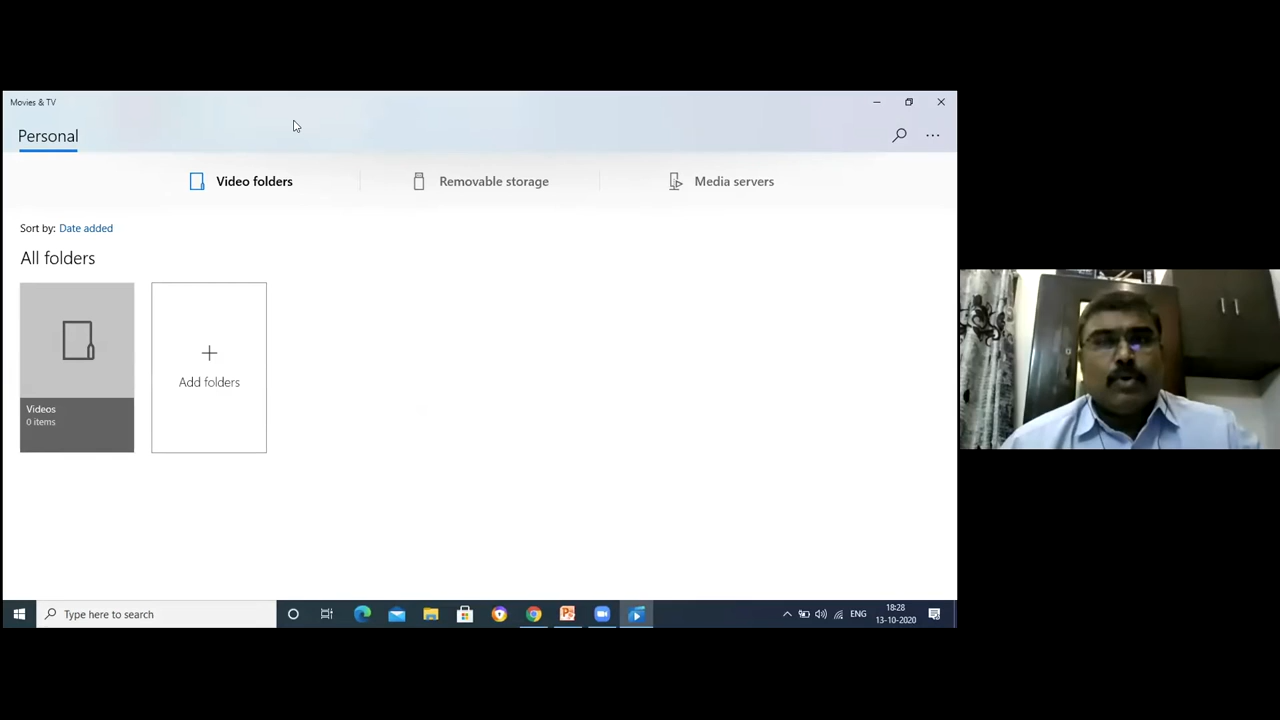 Movies & TV
Personal
Video folders
Removable storage
Media servers
Sort by: Date added
All folders
Videos
0 items
Add folders
Type here to search
ENG
18:28
13-10-2020